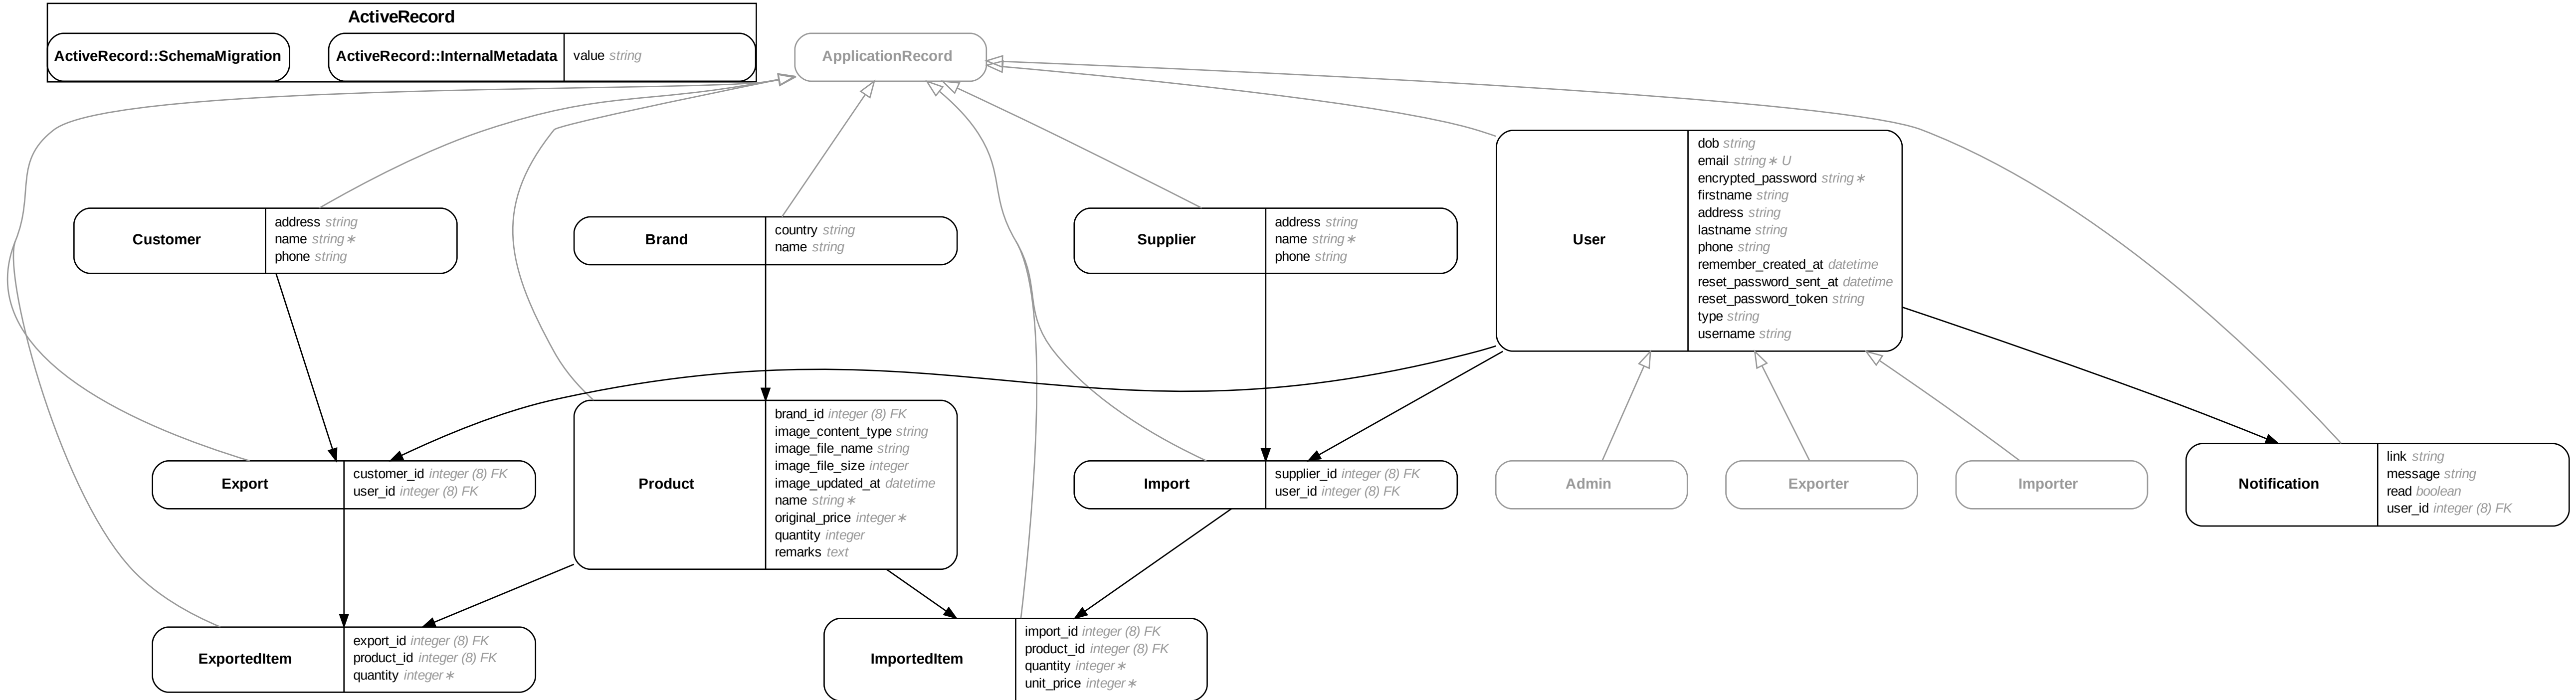 ActiveRecord
ActiveRecord::SchemaMigration
ActiveRecord::InternalMetadata
value string
ApplicationRecord
Customer
address string
name string∗
phone string
Brand
country string
name string
Supplier
address string
name string∗
phone string
User
dob string
email string∗ U
encrypted_password string∗
firstname string
address string
lastname string
phone string
remember_created_at datetime
reset_password_sent_at datetime
reset_password_token string
type string
username string
Export
customer_id integer (8) FK
user_id integer (8) FK
Product
brand_id integer (8) FK
image_content_type string
image_file_name string
image_file_size integer
image_updated_at datetime
name string∗
original_price integer∗
quantity integer
remarks text
Import
supplier_id integer (8) FK
user_id integer (8) FK
Admin
Exporter
Importer
Notification
link string
message string
read boolean
user_id integer (8) FK
ExportedItem
export_id integer (8) FK
product_id integer (8) FK
quantity integer∗
ImportedItem
import_id integer (8) FK
product_id integer (8) FK
quantity integer∗
unit_price integer∗